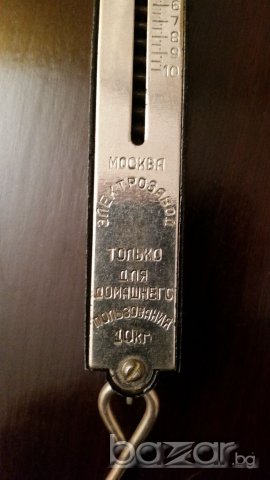 6
7
8
9
10
МОСКВА
ЭЛЕКТРОЗАВОД
ТОЛЬКО
ДЛЯ
ДОМАШНЕГО
ПОЛЬЗОВАНИЯ
10КГ
bazar.bg